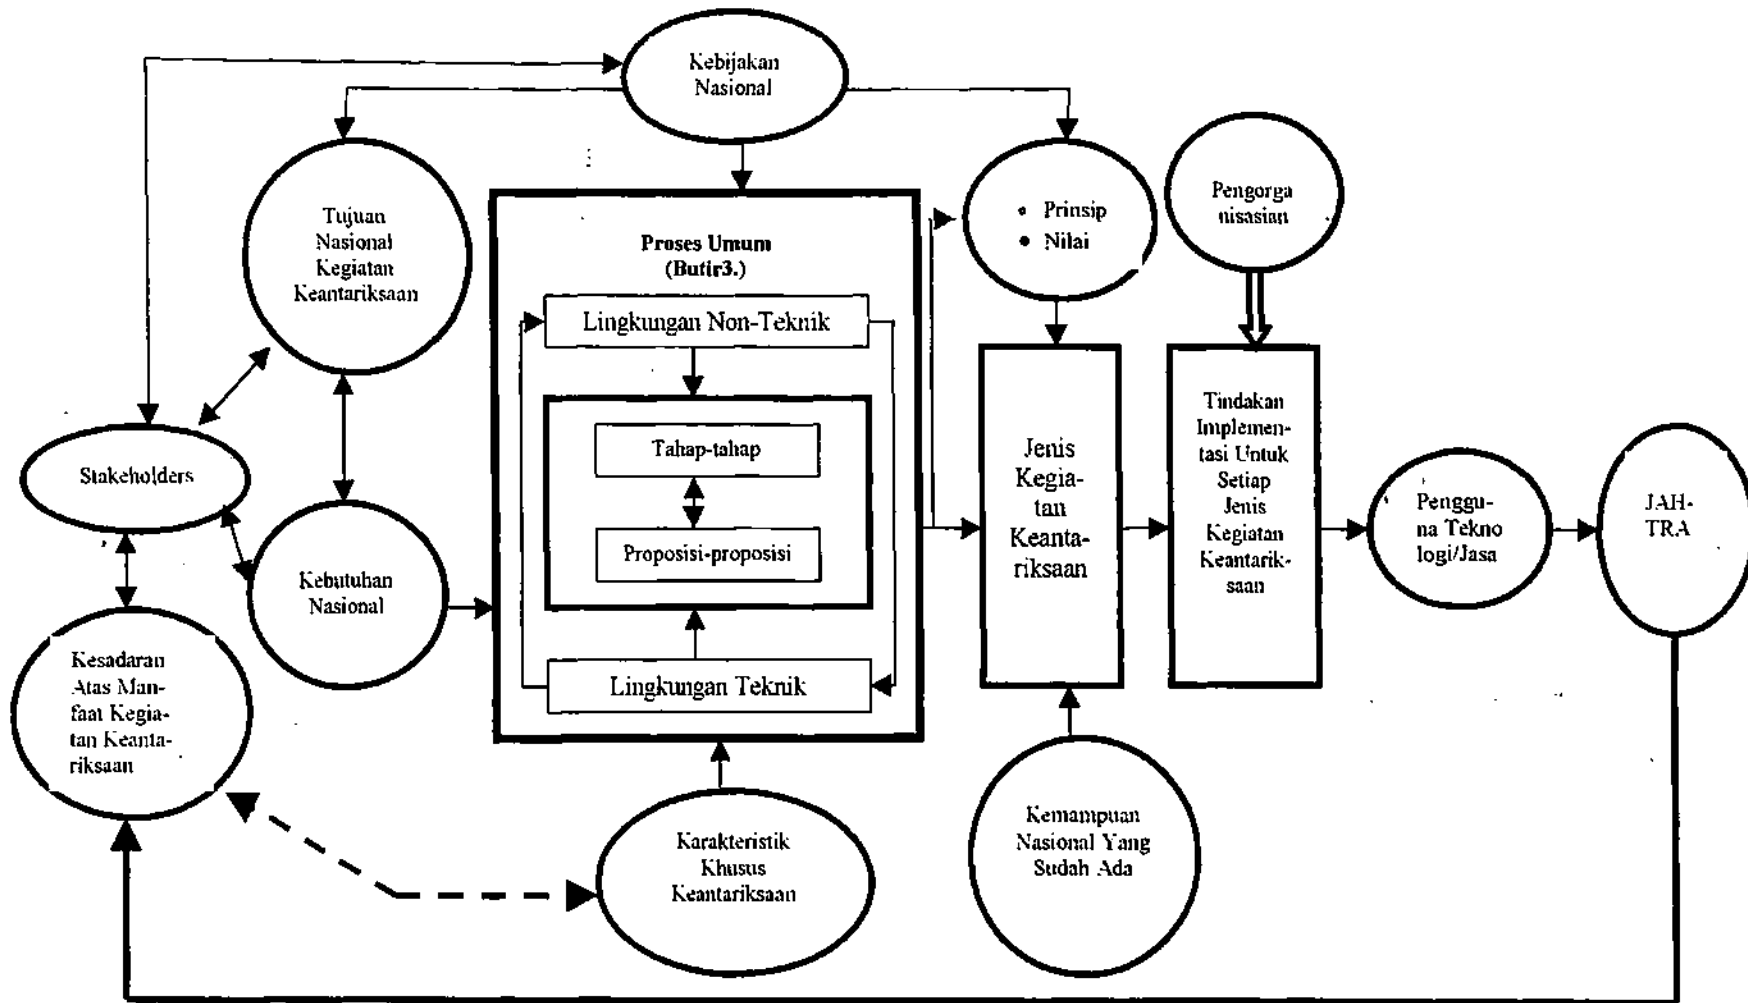 Kebijakan
Nasional
Tujuan
Nasional
Kegiatan
Keantariksaan
Stakeholders
Kebutuhan
Nasional
Kesadaran
Atas Man-
faat Kegia-
tan Keanta-
riksaan
Proses Umum
(Butir3.)
Lingkungan Non-Teknik
Tahap-tahap
Proposisi-proposisi
Lingkungan Teknik
Karakteristik
Khusus
Keantariksaan
• Prinsip
• Nilai
Jenis
Kegia-
tan
Keanta-
riksaan
Kemampuan
Nasional Yang
Sudah Ada
Pengorga
nisasian
Tindakan
Implemen-
tasi Untuk
Setiap
Jenis
Kegiatan
Keantarik-
saan
Penggu-
na Tekno
logi/Jasa
JAH-
TRA